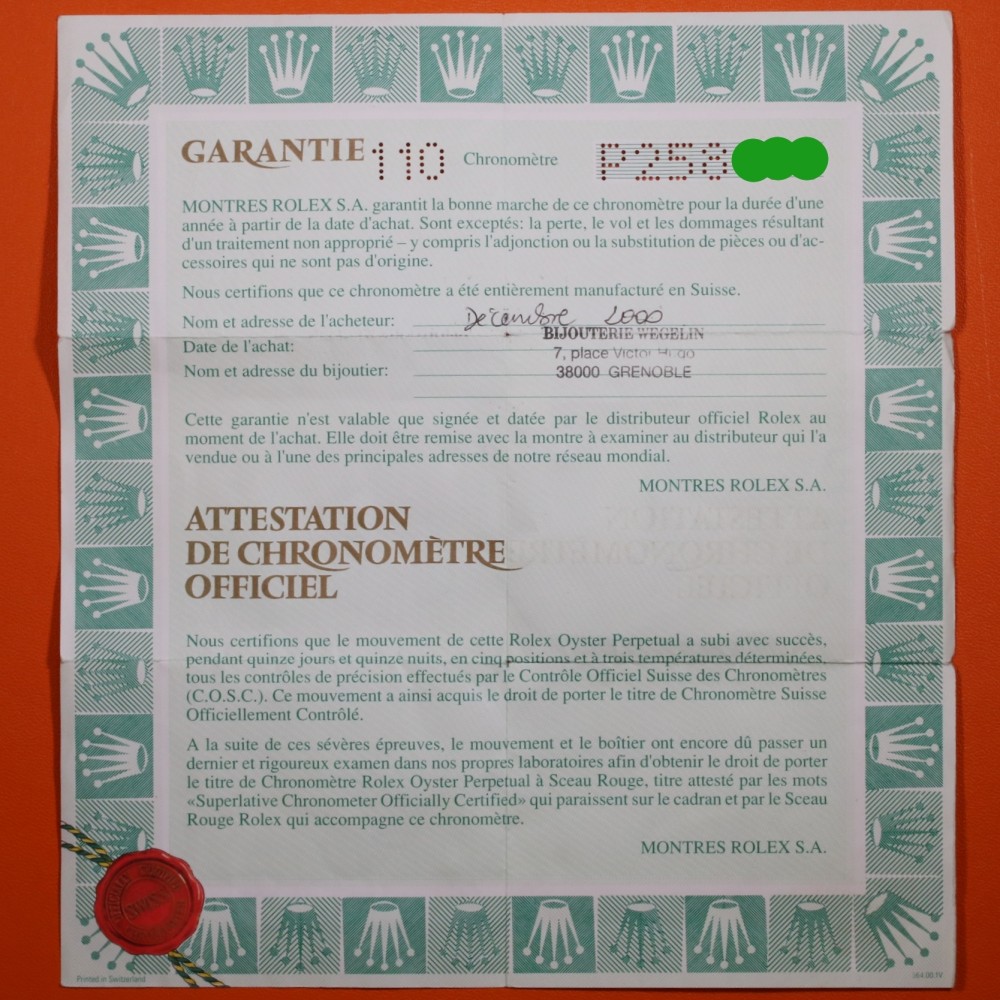 GARANTIE 110 Chronomètre P258
MONTRES ROLEX S.A. garantit la bonne marche de ce chronomètre pour la durée d'une
année à partir de la date d'achat. Sont exceptés: la perte, le vol et les dommages résultant
d'un traitement non approprié – y compris l'adjonction ou la substitution de pièces ou d'ac-
cessoires qui ne sont pas d'origine.
Nous certifions que ce chronomètre a été entièrement manufacturé en Suisse.
Nom et adresse de l'acheteur: Décembre 2000
BIJOUTERIE WEGELIN
Date de l'achat: 7, place Victor Hugo
Nom et adresse du bijoutier: 38000 GRENOBLE
Cette garantie n'est valable que signée et datée par le distributeur officiel Rolex au
moment de l'achat. Elle doit être remise avec la montre à examiner au distributeur qui l'a
vendue ou à l'une des principales adresses de notre réseau mondial.
MONTRES ROLEX S.A.
ATTESTATION
DE CHRONOMÈTRE
OFFICIEL
Nous certifions que le mouvement de cette Rolex Oyster Perpetual a subi avec succès,
pendant quinze jours et quinze nuits, en cinq positions et à trois températures déterminées,
tous les contrôles de précision effectués par le Contrôle Officiel Suisse des Chronomètres
(C.O.S.C.). Ce mouvement a ainsi acquis le droit de porter le titre de Chronomètre Suisse
Officiellement Contrôlé.
A la suite de ces sévères épreuves, le mouvement et le boîtier ont encore dû passer un
dernier et rigoureux examen dans nos propres laboratoires afin d'obtenir le droit de porter
le titre de Chronomètre Rolex Oyster Perpetual à Sceau Rouge, titre attesté par les mots
«Superlative Chronometer Officially Certified» qui paraissent sur le cadran et par le Sceau
Rouge Rolex qui accompagne ce chronomètre.
MONTRES ROLEX S.A.
SWISS
Printed in Switzerland